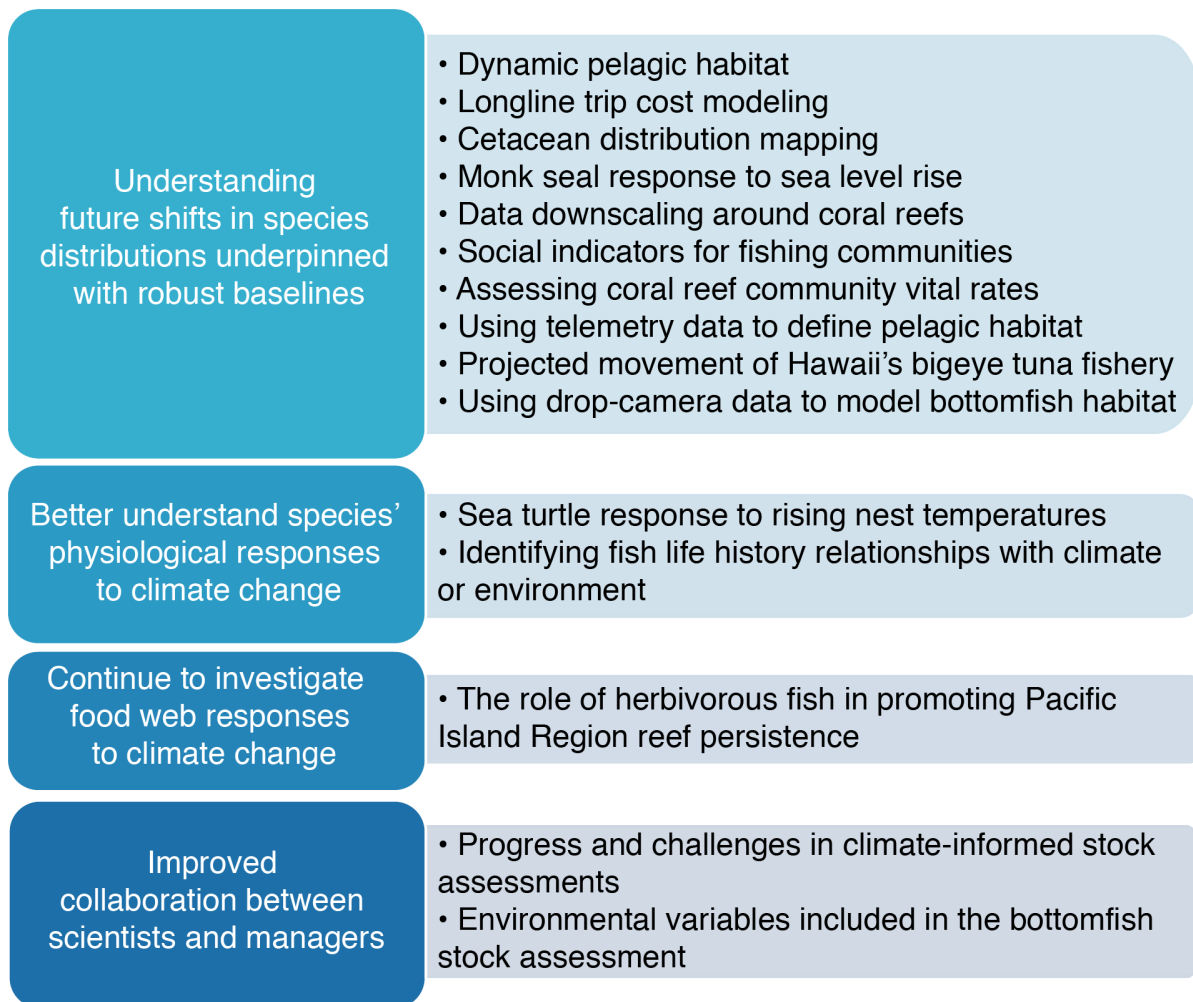 Understanding
future shifts in species
distributions underpinned
with robust baselines
• Dynamic pelagic habitat
• Longline trip cost modeling
• Cetacean distribution mapping
• Monk seal response to sea level rise
• Data downscaling around coral reefs
• Social indicators for fishing communities
• Assessing coral reef community vital rates
• Using telemetry data to define pelagic habitat
• Projected movement of Hawaii’s bigeye tuna fishery
• Using drop-camera data to model bottomfish habitat
Better understand species’
physiological responses
to climate change
• Sea turtle response to rising nest temperatures
• Identifying fish life history relationships with climate
or environment
Continue to investigate
food web responses
to climate change
• The role of herbivorous fish in promoting Pacific
Island Region reef persistence
Improved
collaboration between
scientists and managers
• Progress and challenges in climate-informed stock
assessments
• Environmental variables included in the bottomfish
stock assessment